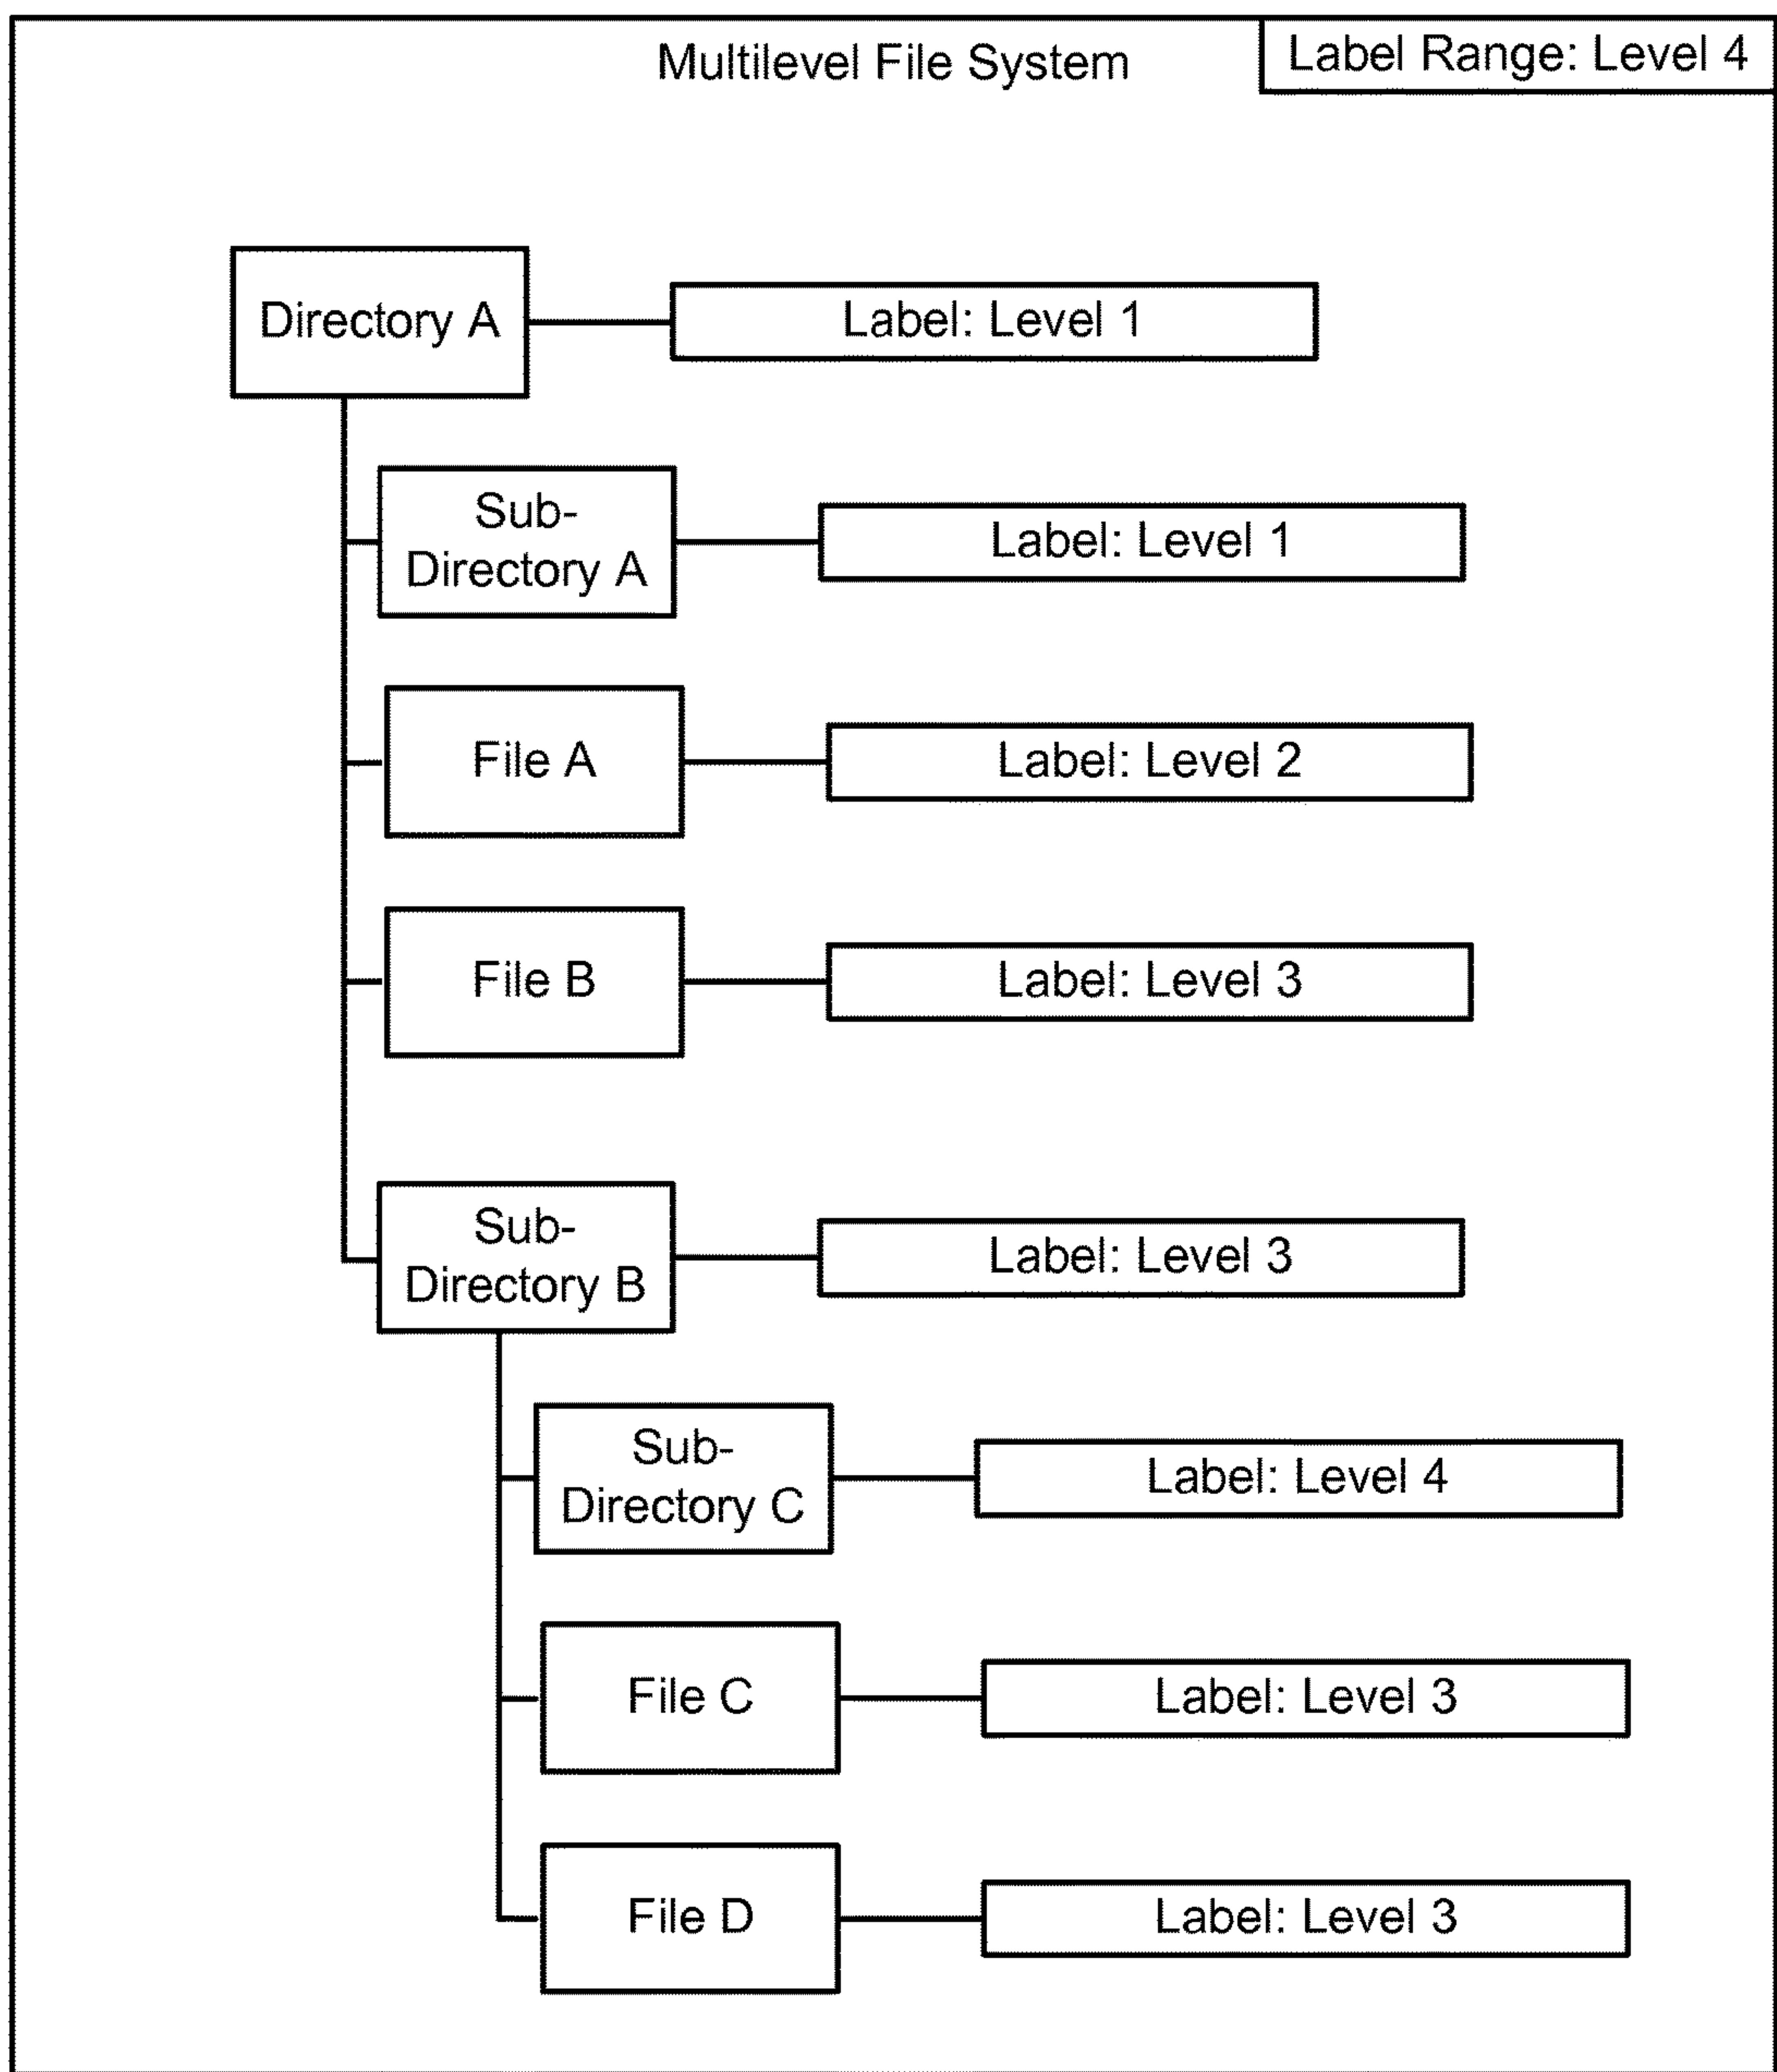 Multilevel File System
Label Range: Level 4
Directory A
Label: Level 1
Sub-
Directory A
Label: Level 1
File A
Label: Level 2
File B
Label: Level 3
Sub-
Directory B
Label: Level 3
Sub-
Directory C
Label: Level 4
File C
Label: Level 3
File D
Label: Level 3